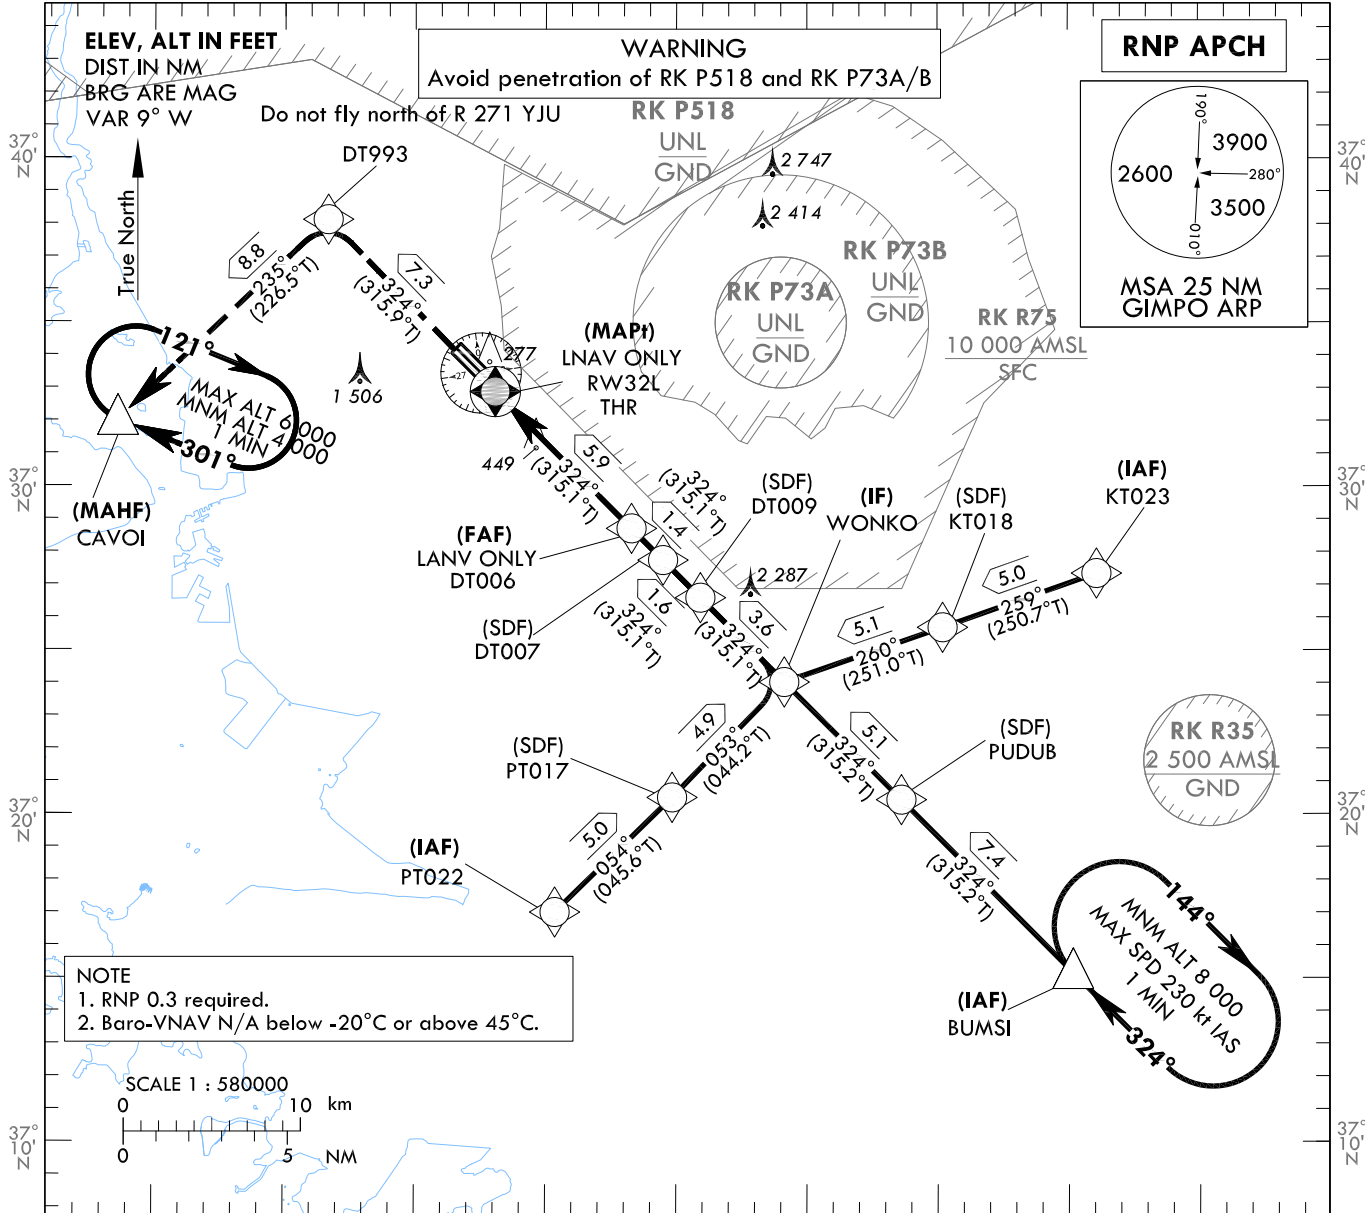 ELEV, ALT IN FEET
DIST IN NM
BRG ARE MAG
VAR 9° W
True North
WARNING
Avoid penetration of RK P518 and RK P73A/B
Do not fly north of R 271 YJU
RNP APCH
190°
3900
2600
280°
3500
010°
MSA 25 NM
GIMPO ARP
RK P518
UNL
GND
2 747
2 414
RK P73B
UNL
GND
RK P73A
UNL
GND
RK R75
10 000 AMSL
SFC
37°
40'
N
37°
40'
N
DT993
8.8
235°
(226.5°T)
7.3
324°
(315.9°T)
121°
MAX ALT 6 000
MNM ALT 4 000
1 MIN
301°
(MAHF)
CAVOI
1 506
277
27
(MAPt)
LNAV ONLY
RW32L
THR
449
5.9
324°
(315.1°T)
37°
30'
N
37°
30'
N
324°
(315.1°T)
1.4
(SDF)
DT009
(IF)
WONKO
(SDF)
KT018
(IAF)
KT023
(FAF)
LANV ONLY
DT006
2 287
5.0
259°
(250.7°T)
5.1
260°
(251.0°T)
1.6
324°
(315.1°T)
3.6
324°
(315.1°T)
(SDF)
DT007
4.9
053°
(044.2°T)
5.1
324°
(315.2°T)
(SDF)
PUDUB
(SDF)
PT017
RK R35
2 500 AMSL
GND
37°
20'
N
37°
20'
N
5.0
054°
(045.6°T)
(IAF)
PT022
7.4
324°
(315.2°T)
144°
MNM ALT 8 000
MAX SPD 230 kt IAS
1 MIN
324°
(IAF)
BUMSI
NOTE
1. RNP 0.3 required.
2. Baro-VNAV N/A below -20°C or above 45°C.
SCALE 1 : 580000
0 10 km
0 5 NM
37°
10'
N
37°
10'
N